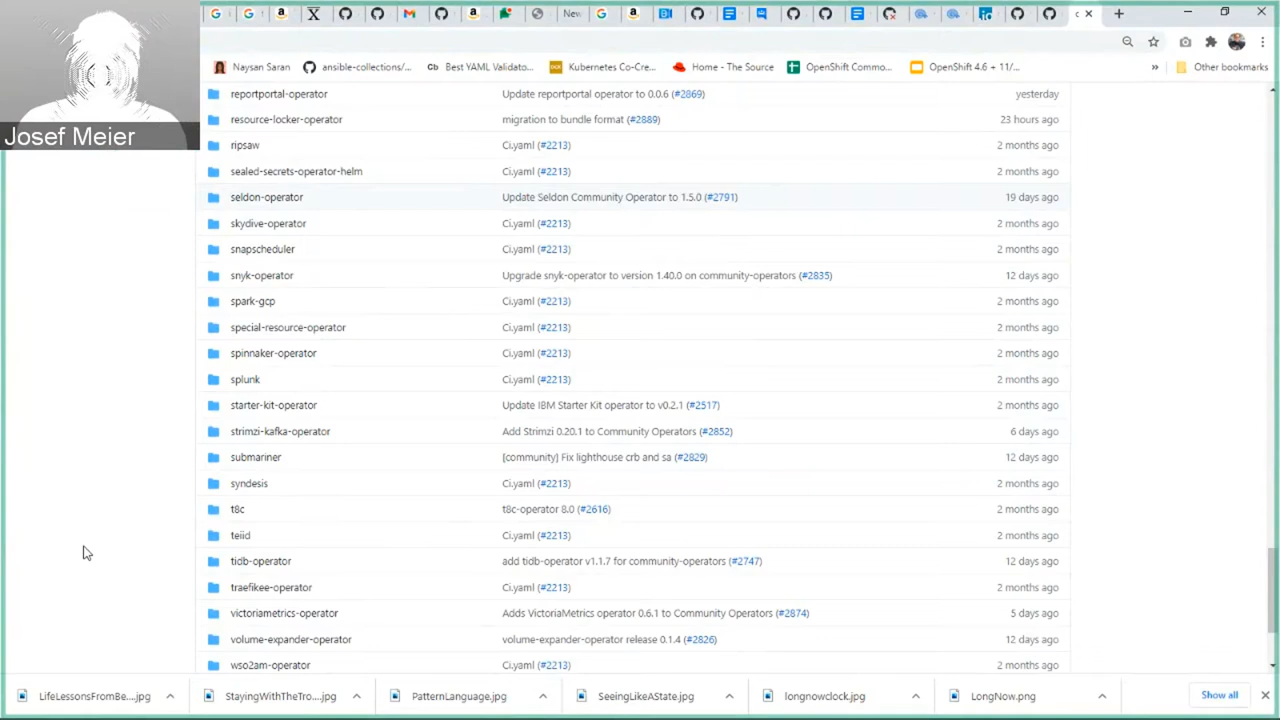 New
Josef Meier
Naysan Saran
ansible-collections/...
Cb
Best YAML Validato...
Kubernetes Co-Cre...
Home - The Source
OpenShift Commo...
OpenShift 4.6 + 11/...
»
Other bookmarks
reportportal-operator Update reportportal operator to 0.0.6 (#2869) yesterday
resource-locker-operator migration to bundle format (#2889) 23 hours ago
ripsaw Ci.yaml (#2213) 2 months ago
sealed-secrets-operator-helm Ci.yaml (#2213) 2 months ago
seldon-operator Update Seldon Community Operator to 1.5.0 (#2791) 19 days ago
skydive-operator Ci.yaml (#2213) 2 months ago
snapscheduler Ci.yaml (#2213) 2 months ago
snyk-operator Upgrade snyk-operator to version 1.40.0 on community-operators (#2835) 12 days ago
spark-gcp Ci.yaml (#2213) 2 months ago
special-resource-operator Ci.yaml (#2213) 2 months ago
spinnaker-operator Ci.yaml (#2213) 2 months ago
splunk Ci.yaml (#2213) 2 months ago
starter-kit-operator Update IBM Starter Kit operator to v0.2.1 (#2517) 2 months ago
strimzi-kafka-operator Add Strimzi 0.20.1 to Community Operators (#2852) 6 days ago
submariner [community] Fix lighthouse crb and sa (#2829) 12 days ago
syndesis Ci.yaml (#2213) 2 months ago
t8c t8c-operator 8.0 (#2616) 2 months ago
teiid Ci.yaml (#2213) 2 months ago
tidb-operator add tidb-operator v1.1.7 for community-operators (#2747) 12 days ago
traefikee-operator Ci.yaml (#2213) 2 months ago
victoriametrics-operator Adds VictoriaMetrics operator 0.6.1 to Community Operators (#2874) 5 days ago
volume-expander-operator volume-expander-operator release 0.1.4 (#2826) 12 days ago
wso2am-operator Ci.yaml (#2213) 2 months ago
LifeLessonsFromBe....jpg
StayingWithTheTro....jpg
PatternLanguage.jpg
SeeingLikeAState.jpg
longnowclock.jpg
LongNow.png
Show all